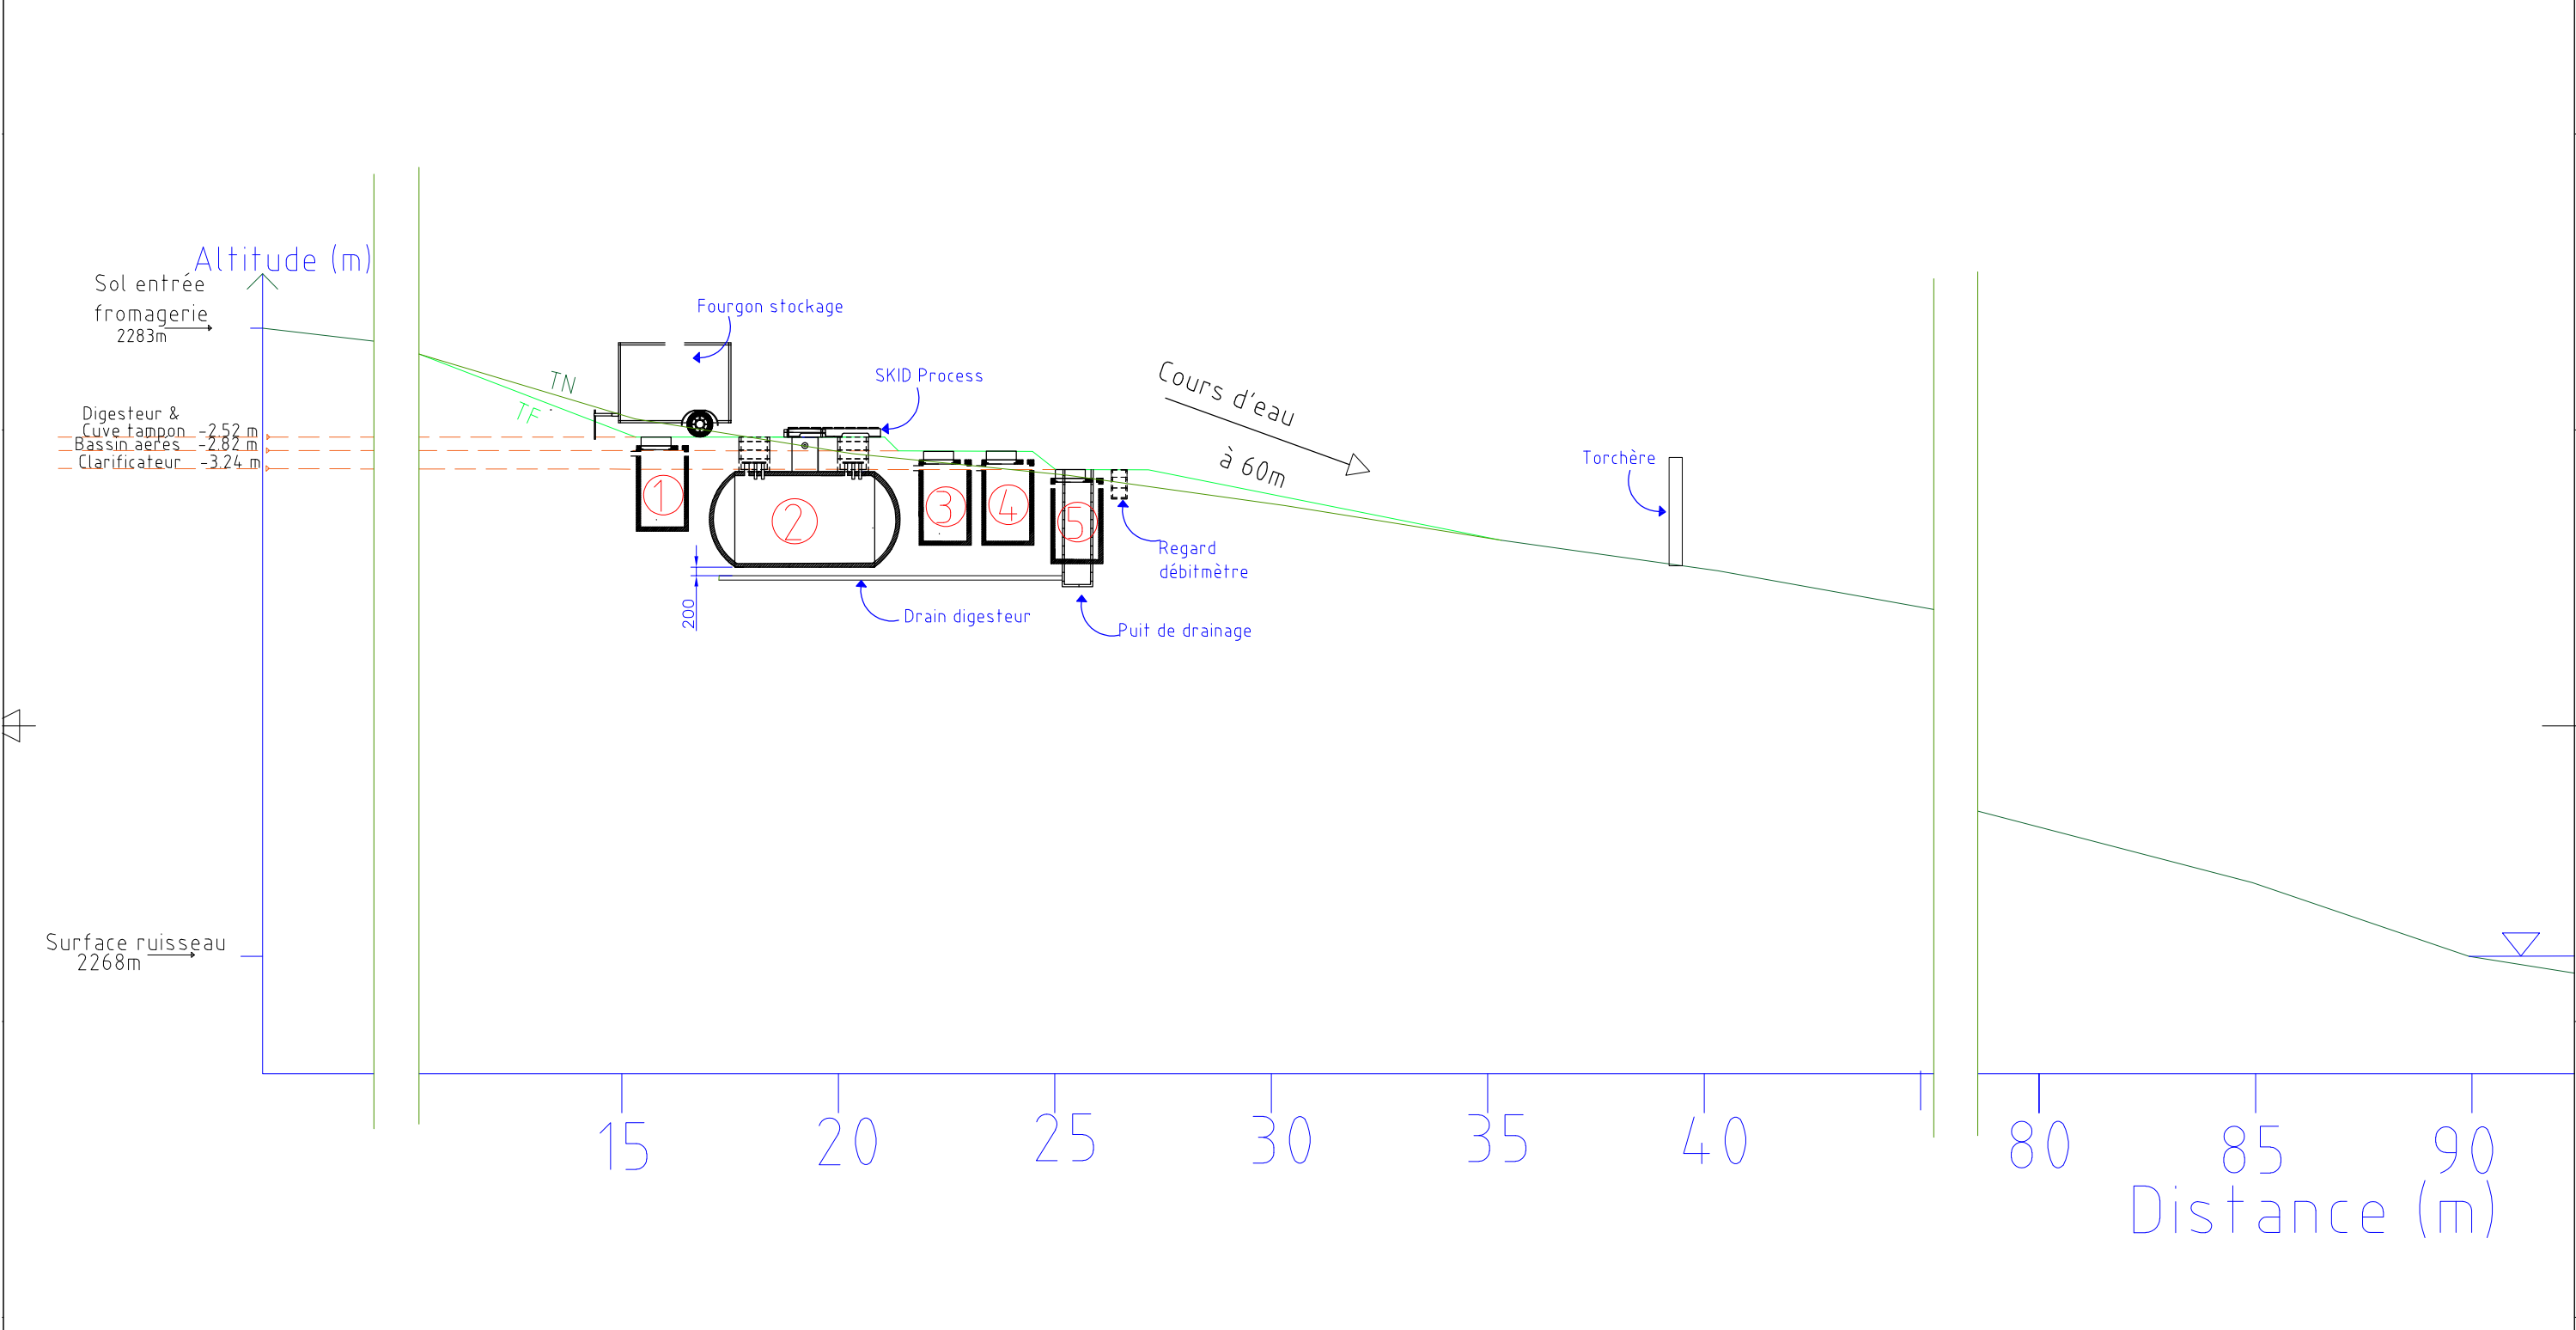 Altitude (m)
Sol entrée
fromagerie
2283m
Fourgon stockage
SKID Process
TN
TF
Digesteur &
Cuve tampon -2.52 m
Bassin aérés -2.82 m
Clarificateur -3.24 m
Cours d'eau
à 60m
Torchère
1
2
3
4
5
Regard
débitmètre
200
Drain digesteur
Puit de drainage
Surface ruisseau
2268m
15
20
25
30
35
40
80
85
90
Distance (m)